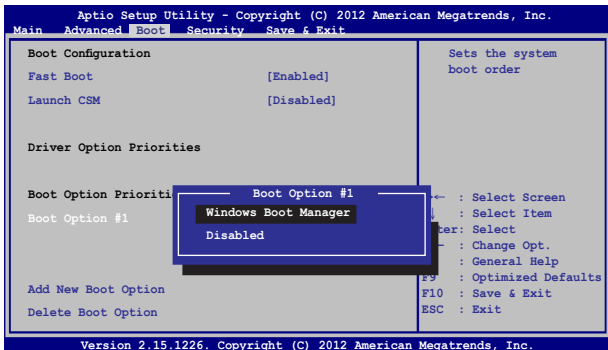 Aptio Setup Utility - Copyright (C) 2012 American Megatrends, Inc.
Main Advanced Boot Security Save & Exit
Boot Configuration
Fast Boot [Enabled]
Launch CSM [Disabled]
Driver Option Priorities
Boot Option Prioriti
Boot Option #1
Add New Boot Option
Delete Boot Option
Boot Option #1
Windows Boot Manager
Disabled
Sets the system
boot order
→← : Select Screen
↓ : Select Item
ter: Select
— : Change Opt.
: General Help
F9 : Optimized Defaults
F10 : Save & Exit
ESC : Exit
Version 2.15.1226. Copyright (C) 2012 American Megatrends, Inc.